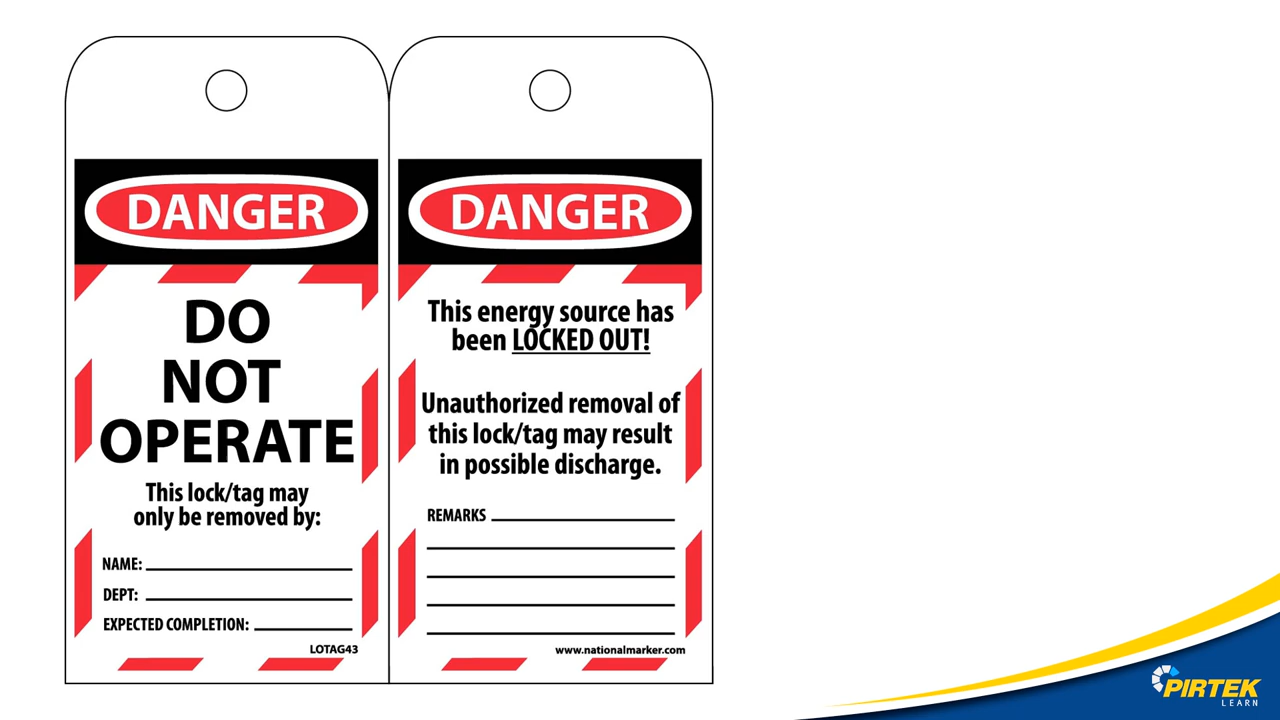 DANGER
DO
NOT
OPERATE
This lock/tag may
only be removed by:
NAME:
DEPT:
EXPECTED COMPLETION:
LOTAG43
DANGER
This energy source has
been LOCKED OUT!
Unauthorized removal of
this lock/tag may result
in possible discharge.
REMARKS
www.nationalmarker.com
PIRTEK
LEARN